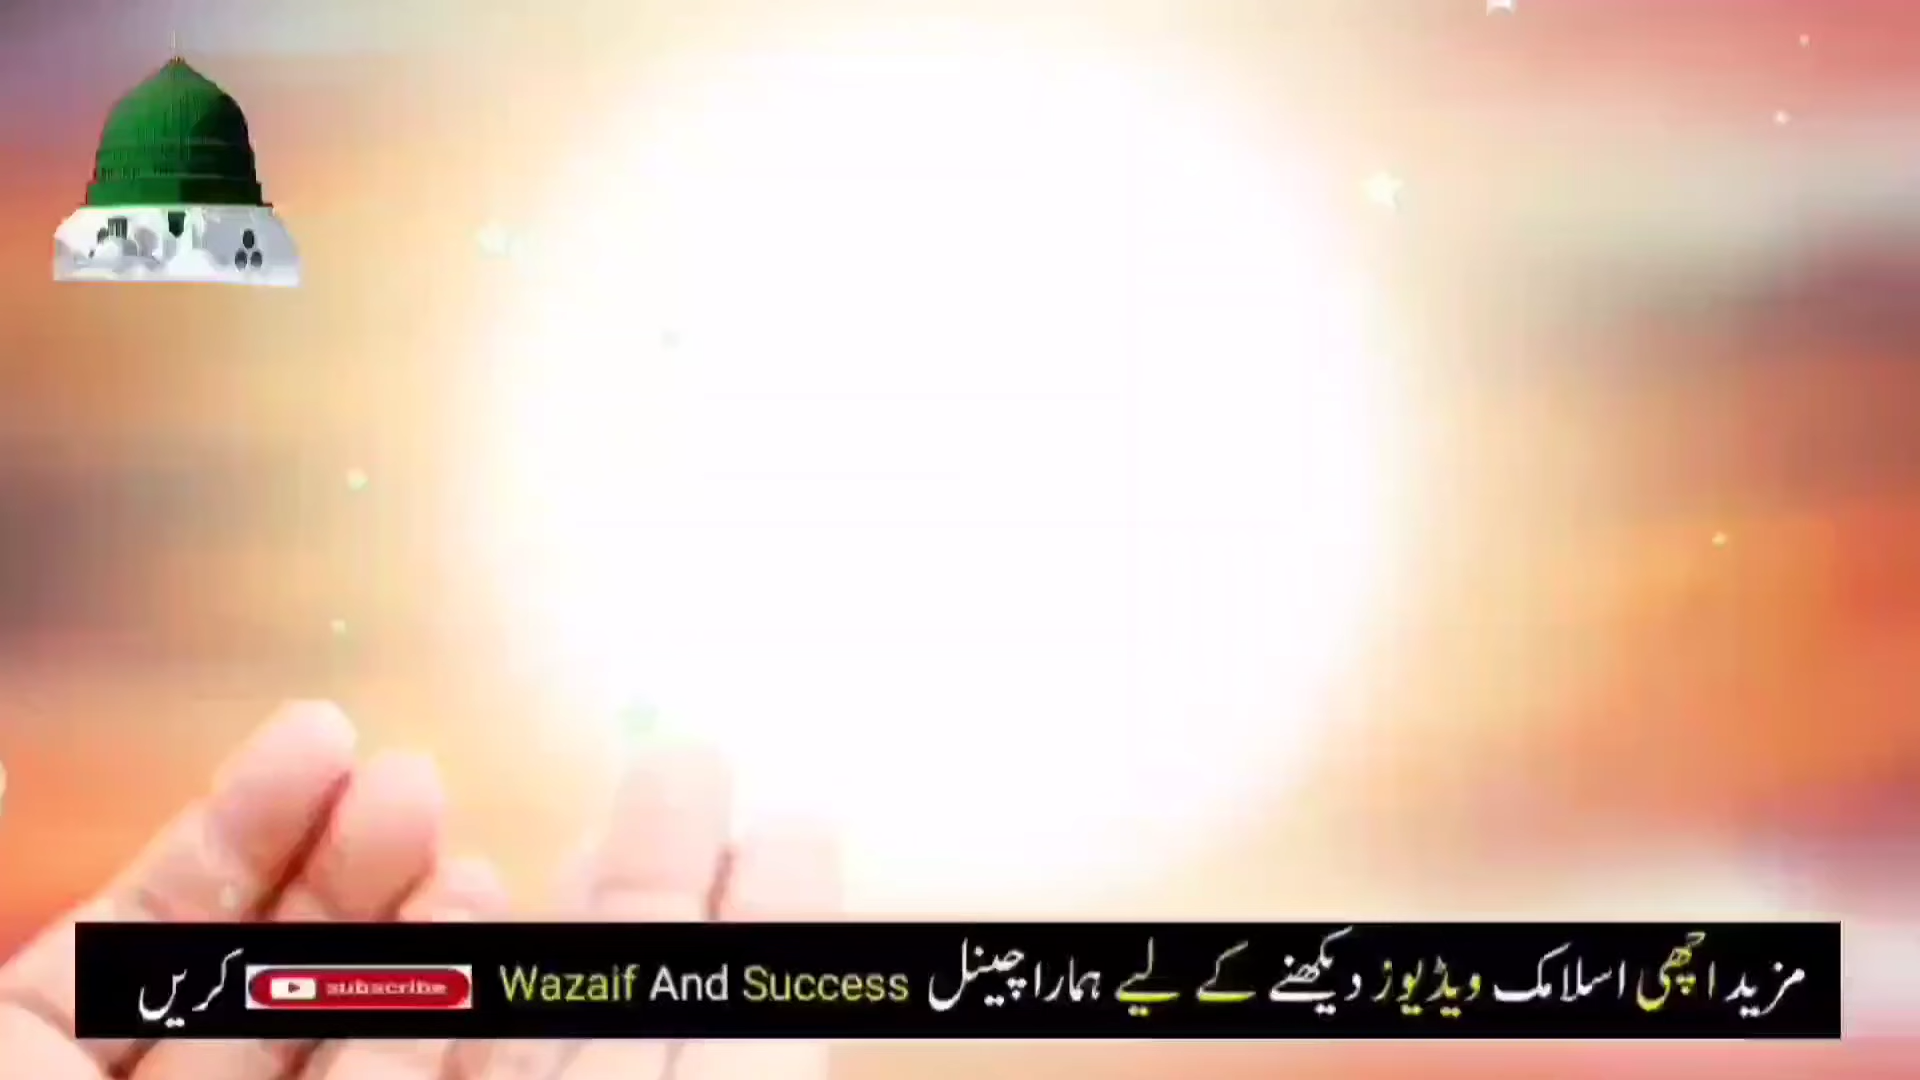 مزید اچھی اسلامک ویڈیوز دیکھنے کے لیے ہمارا چینل Wazaif And Success subscribe کریں